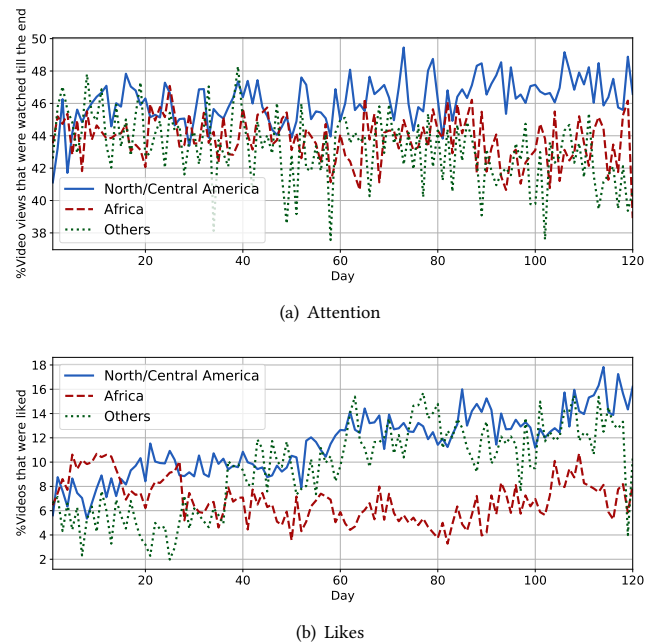 %Video views that were watched till the end
50
48
46
44
42
40
38
North/Central America
Africa
Others
20 40 60 80 100 120
Day
(a) Attention
%Videos that were liked
18
16
14
12
10
8
6
4
2
North/Central America
Africa
Others
20 40 60 80 100 120
Day
(b) Likes